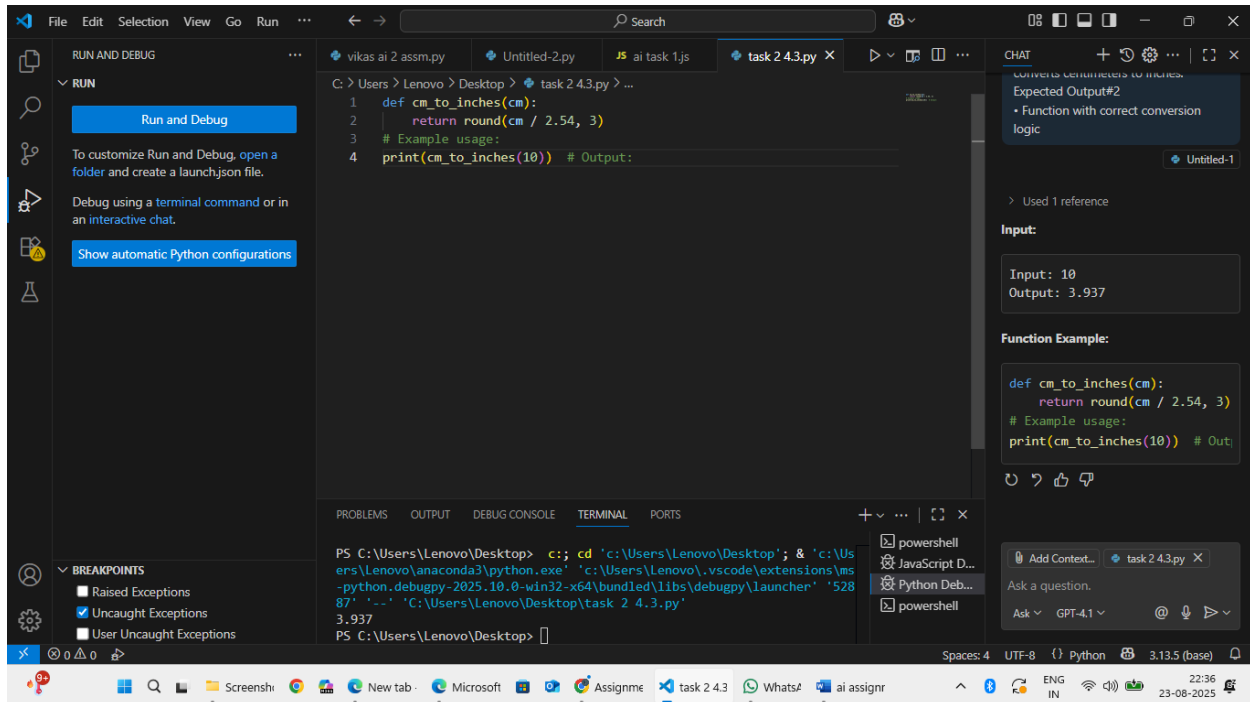 File Edit Selection View Go Run ···
Search
RUN AND DEBUG ···
RUN
Run and Debug
To customize Run and Debug, open a
folder and create a launch.json file.
Debug using a terminal command or in
an interactive chat.
Show automatic Python configurations
BREAKPOINTS
Raised Exceptions
Uncaught Exceptions
User Uncaught Exceptions
vikas ai 2 assm.py
Untitled-2.py
JS ai task 1.js
task 2 4.3.py
C: > Users > Lenovo > Desktop > task 2 4.3.py > ...
1 def cm_to_inches(cm):
2 return round(cm / 2.54, 3)
3 # Example usage:
4 print(cm_to_inches(10)) # Output:
PROBLEMS OUTPUT DEBUG CONSOLE TERMINAL PORTS
PS C:\Users\Lenovo\Desktop> c:; cd 'c:\Users\Lenovo\Desktop'; & 'c:\Us
ers\Lenovo\anaconda3\python.exe' 'c:\Users\Lenovo\.vscode\extensions\ms
-python.debugpy-2025.10.0-win32-x64\bundled\libs\debugpy\launcher' '528
87' '--' 'C:\Users\Lenovo\Desktop\task 2 4.3.py'
3.937
PS C:\Users\Lenovo\Desktop>
powershell
JavaScript D...
Python Deb...
powershell
CHAT
converts centimeters to inches.
Expected Output#2
• Function with correct conversion
logic
Untitled-1
Used 1 reference
Input:
Input: 10
Output: 3.937
Function Example:
def cm_to_inches(cm):
return round(cm / 2.54, 3)
# Example usage:
print(cm_to_inches(10)) # Out
Add Context...
task 2 4.3.py
Ask a question.
Ask GPT-4.1
0 0
Spaces: 4 UTF-8 {} Python 3.13.5 (base)
9+
Screensh
New tab
Microsoft
Assignme
task 2 4.3
WhatsA
ai assignr
ENG
IN
22:36
23-08-2025